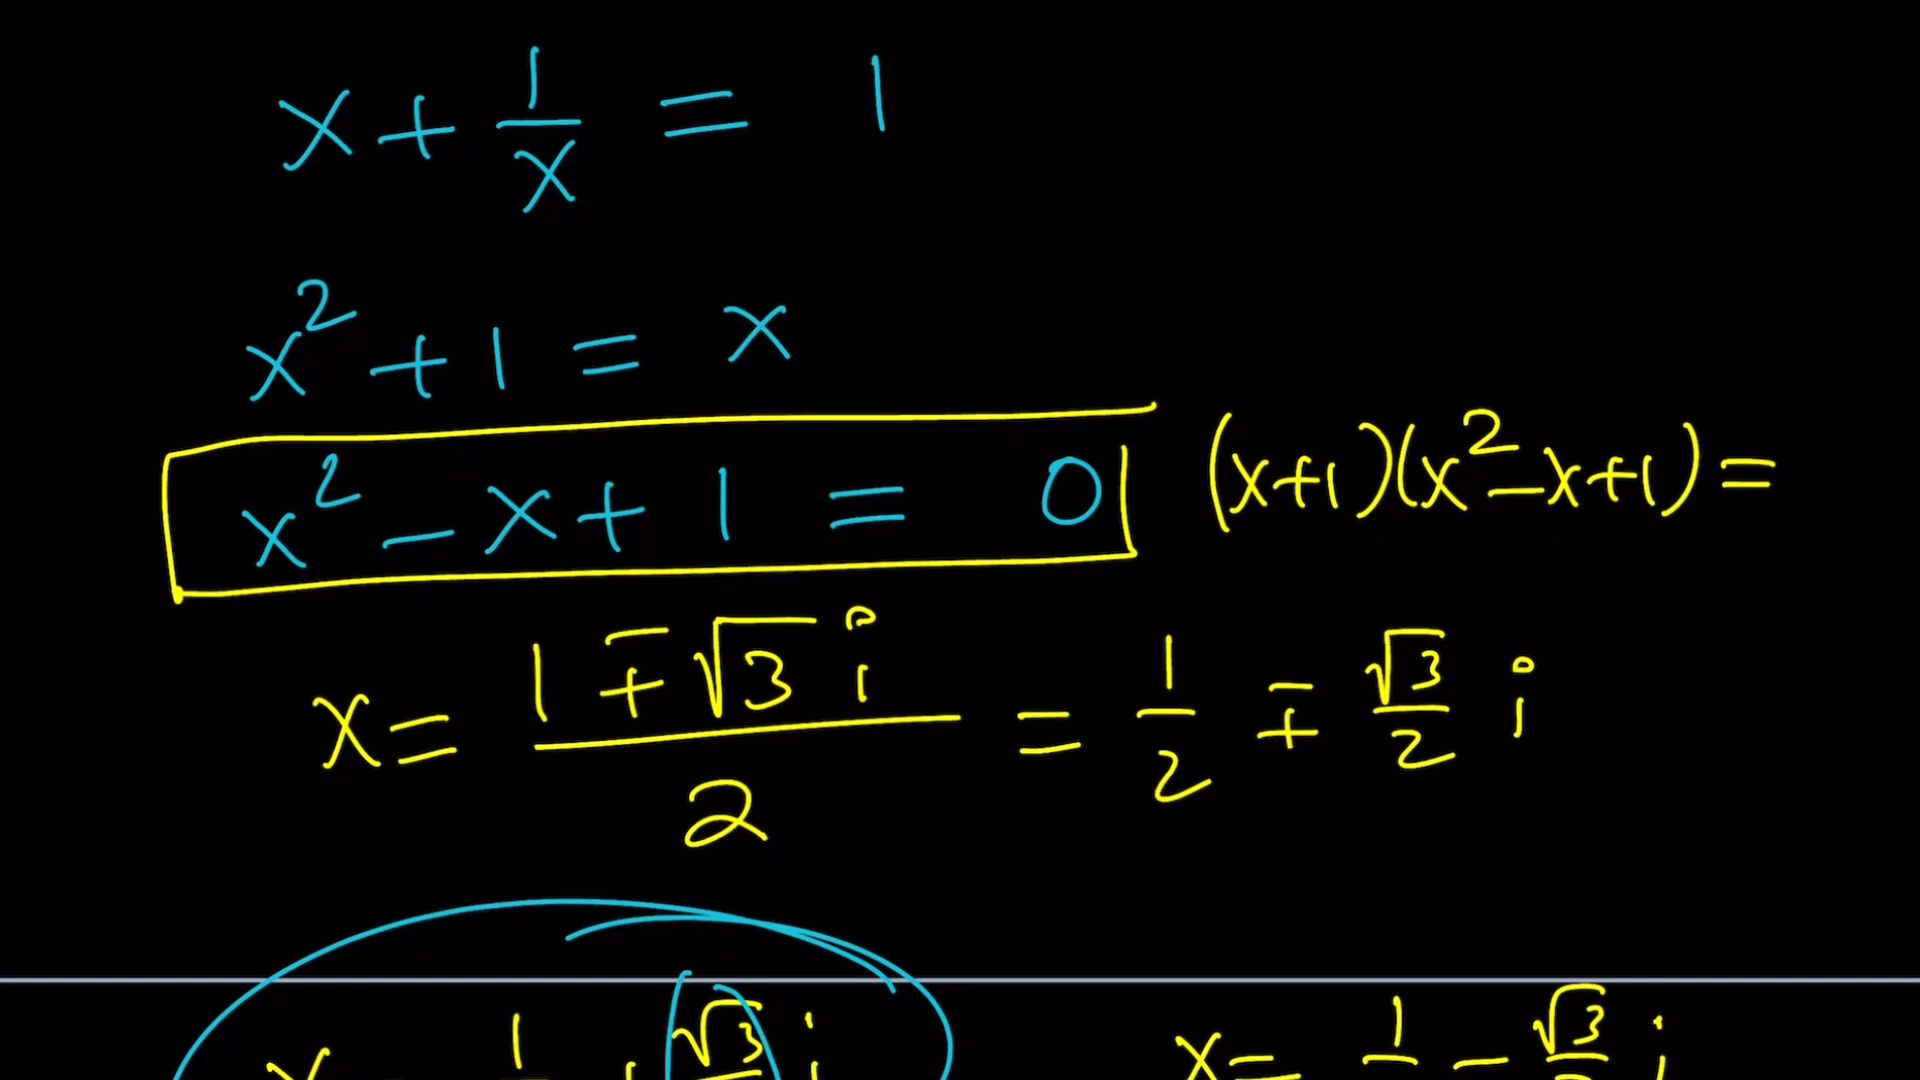 x + 1/x = 1
x² + 1 = x
x² − x + 1 = 0 (x+1)(x² − x + 1) =
x = (1 ∓ √3 i)/2 = 1/2 ∓ √3/2 i